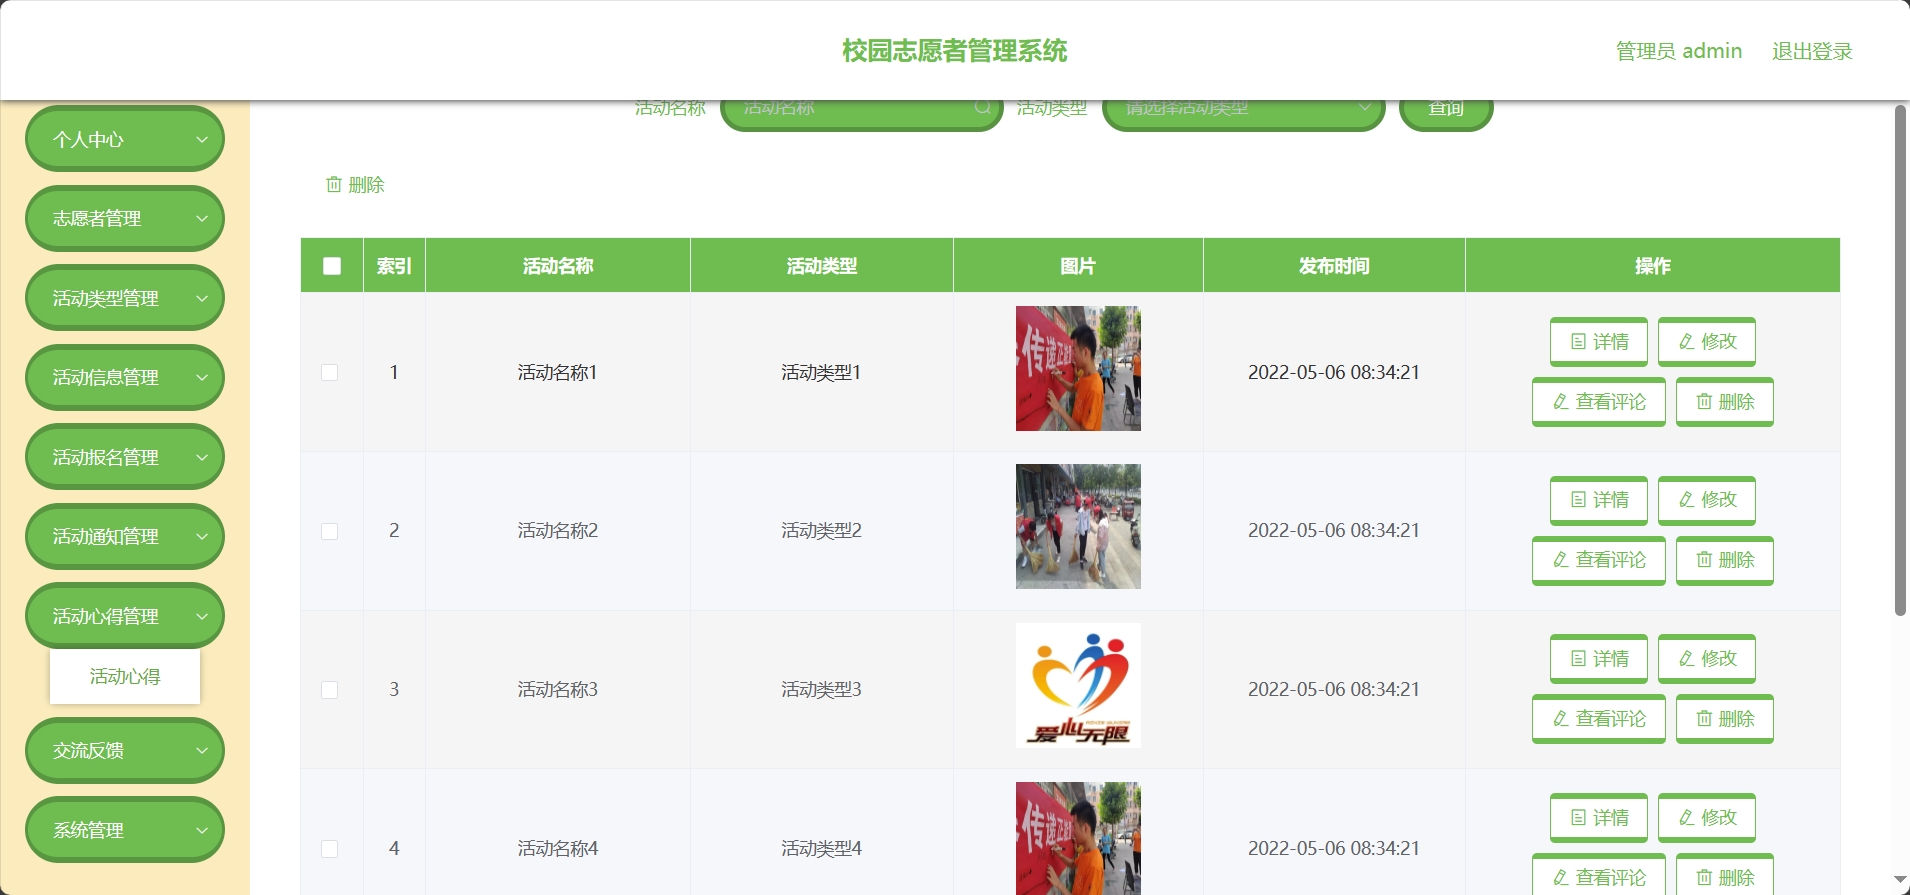 校园志愿者管理系统
管理员 admin 退出登录
活动名称 活动名称 活动类型 请选择活动类型 查询
个人中心
志愿者管理
活动类型管理
活动信息管理
活动报名管理
活动通知管理
活动心得管理
活动心得
交流反馈
系统管理
删除
索引 活动名称 活动类型 图片 发布时间 操作
1 活动名称1 活动类型1 2022-05-06 08:34:21
传递正
详情 修改
查看评论 删除
2 活动名称2 活动类型2 2022-05-06 08:34:21
详情 修改
查看评论 删除
3 活动名称3 活动类型3 2022-05-06 08:34:21
爱心无限
详情 修改
查看评论 删除
4 活动名称4 活动类型4 2022-05-06 08:34:21
传递正
详情 修改
查看评论 删除